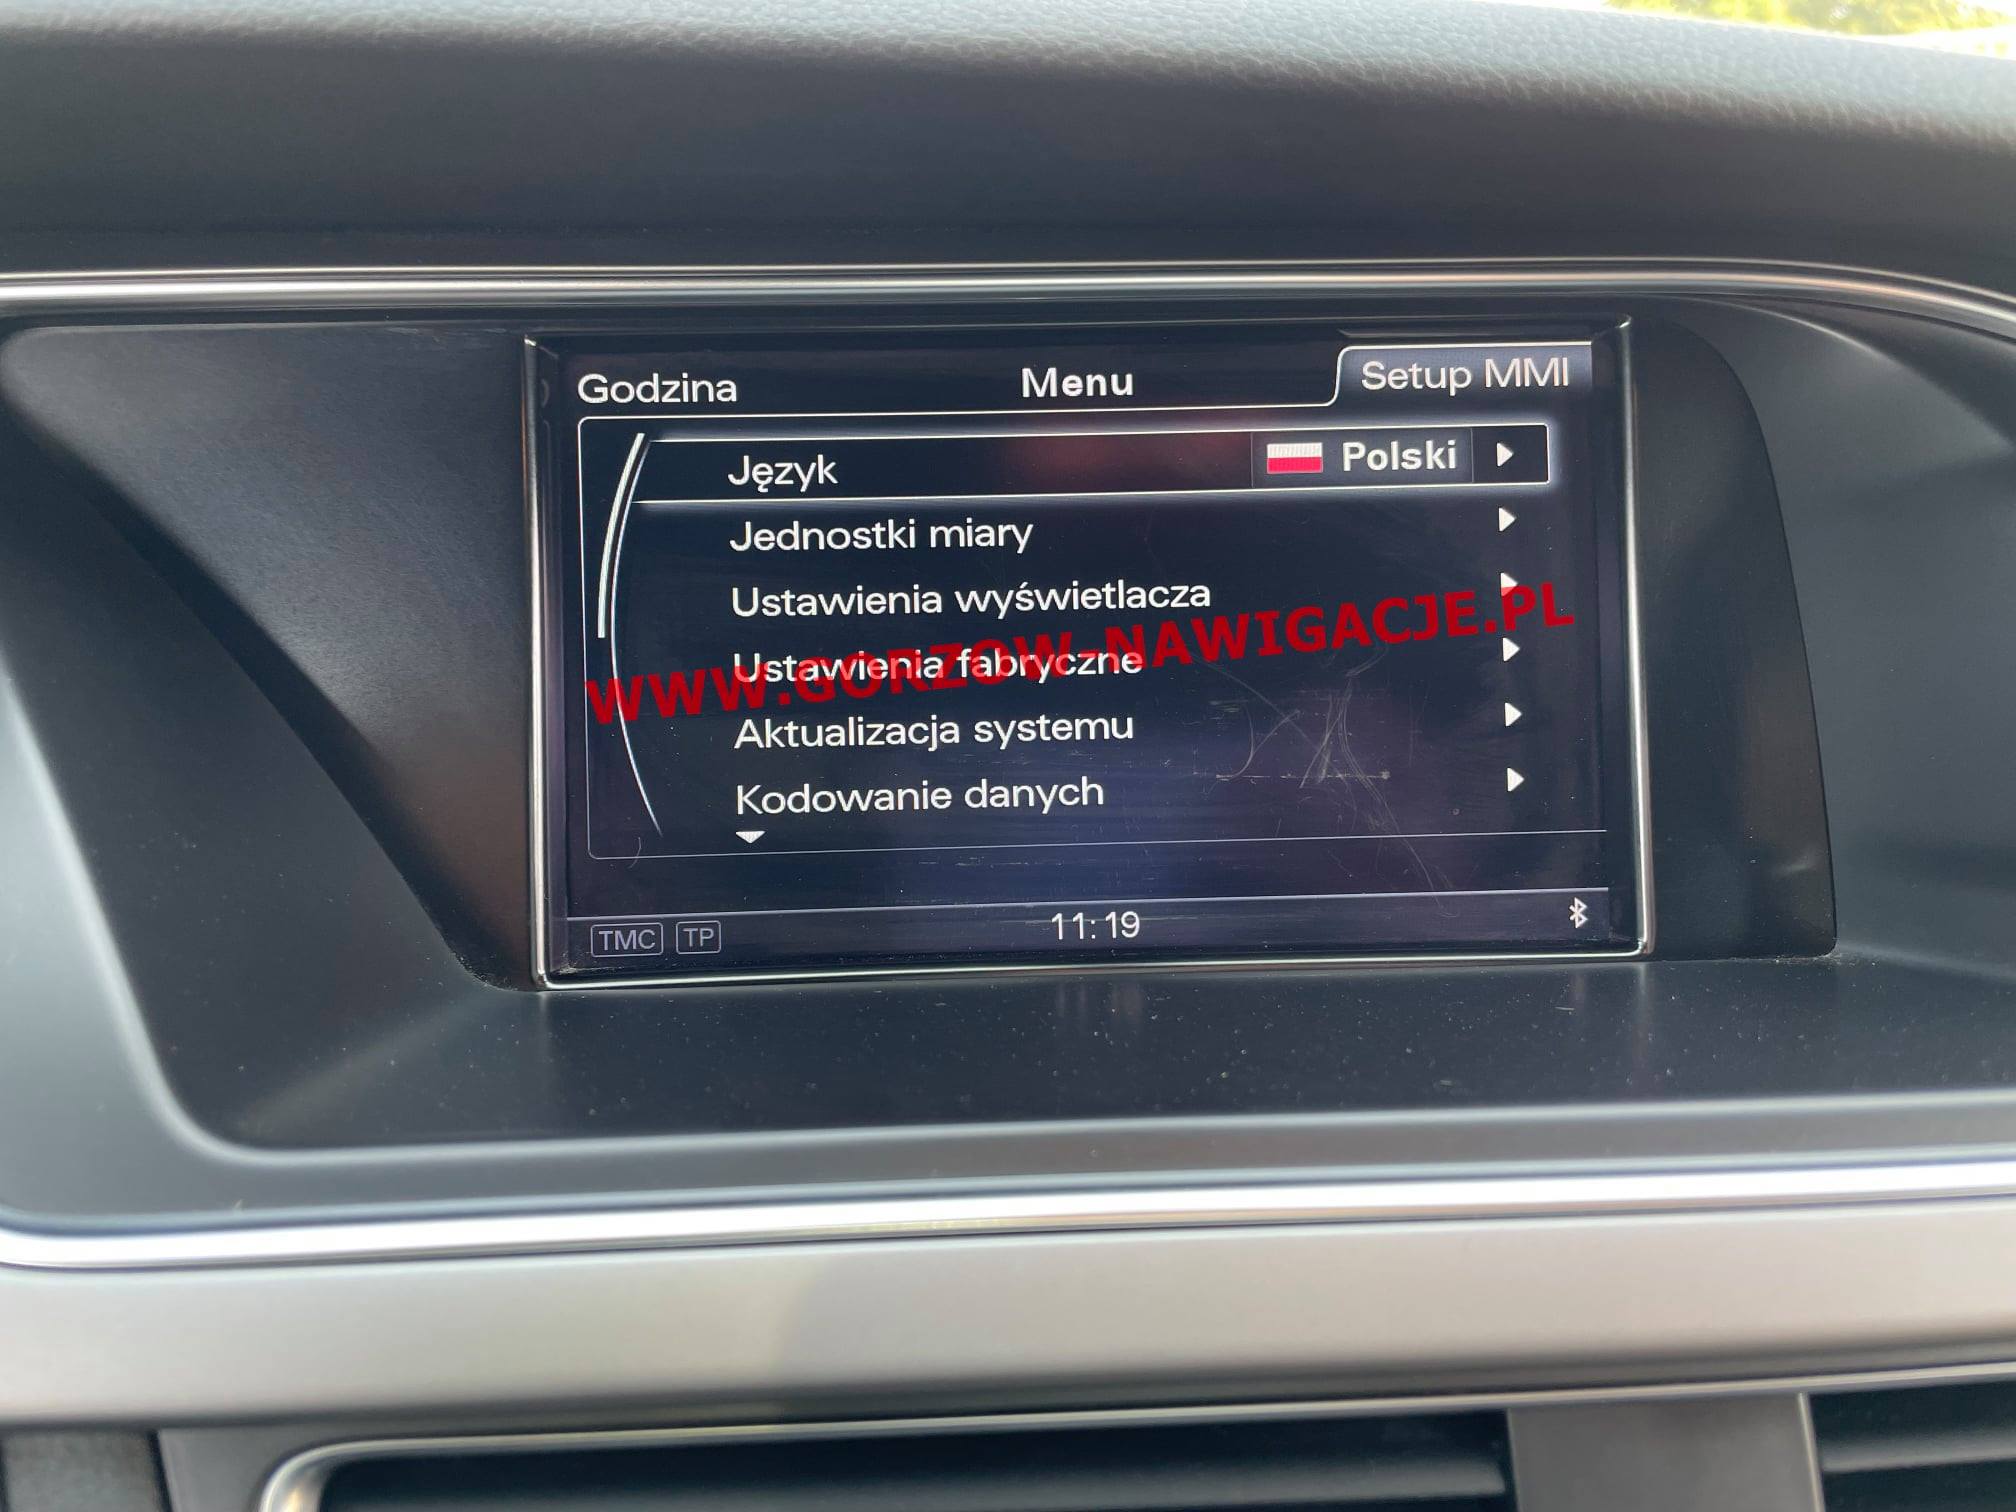 Godzina Menu Setup MMI
Język Polski
Jednostki miary
Ustawienia wyświetlacza
Ustawienia fabryczne
WWW.GORZOW-NAWIGACJE.PL
Aktualizacja systemu
Kodowanie danych
TMC TP 11:19